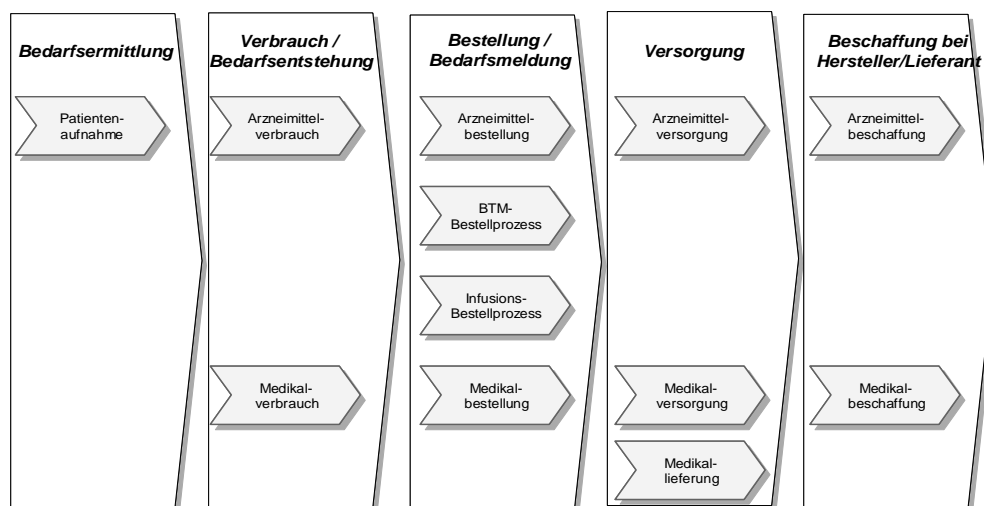 Bedarfsermittlung
Verbrauch /
Bedarfsentstehung
Bestellung /
Bedarfsmeldung
Versorgung
Beschaffung bei
Hersteller/Lieferant
Patienten-
aufnahme
Arzneimittel-
verbrauch
Arzneimittel-
bestellung
Arzneimittel-
versorgung
Arzneimittel-
beschaffung
BTM-
Bestellprozess
Infusions-
Bestellprozess
Medikal-
verbrauch
Medikal-
bestellung
Medikal-
versorgung
Medikal-
beschaffung
Medikal-
lieferung